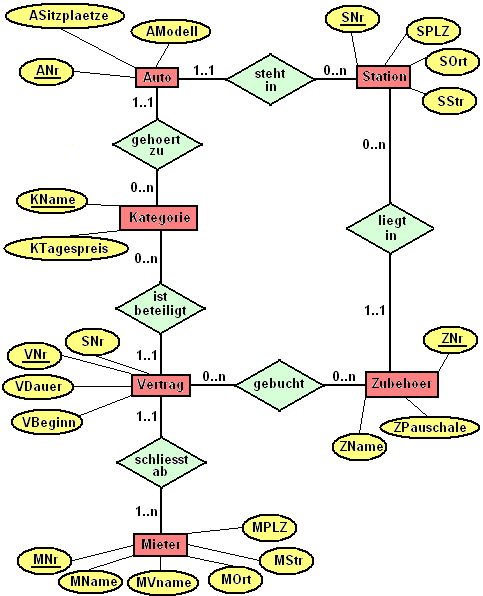 ASitzplaetze
AModell
SNr
SPLZ
ANr
Auto
1..1
steht
in
0..n
Station
SOrt
SStr
1..1
gehoert
zu
0..n
0..n
KName
Kategorie
liegt
in
KTagespreis
0..n
ist
beteiligt
1..1
SNr
ZNr
VNr
1..1
VDauer
Vertrag
0..n
gebucht
0..n
Zubehoer
VBeginn
1..1
ZPauschale
ZName
schliesst
ab
1..n
MPLZ
Mieter
MNr
MStr
MName
MVname
MOrt